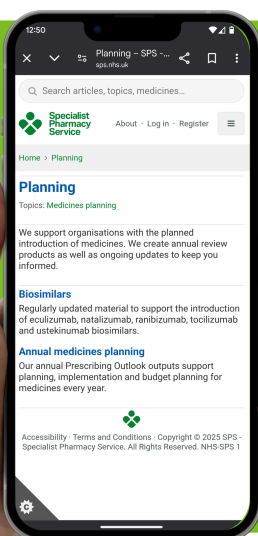 12:50
Planning – SPS -...
sps.nhs.uk
Search articles, topics, medicines...
Specialist
Pharmacy
Service
About · Log in · Register
Home > Planning
Planning
Topics: Medicines planning
We support organisations with the planned
introduction of medicines. We create annual review
products as well as ongoing updates to keep you
informed.
Biosimilars
Regularly updated material to support the introduction
of eculizumab, natalizumab, ranibizumab, tocilizumab
and ustekinumab biosimilars.
Annual medicines planning
Our annual Prescribing Outlook outputs support
planning, implementation and budget planning for
medicines every year.
Accessibility · Terms and Conditions · Copyright © 2025 SPS -
Specialist Pharmacy Service. All Rights Reserved. NHS-SPS 1
C